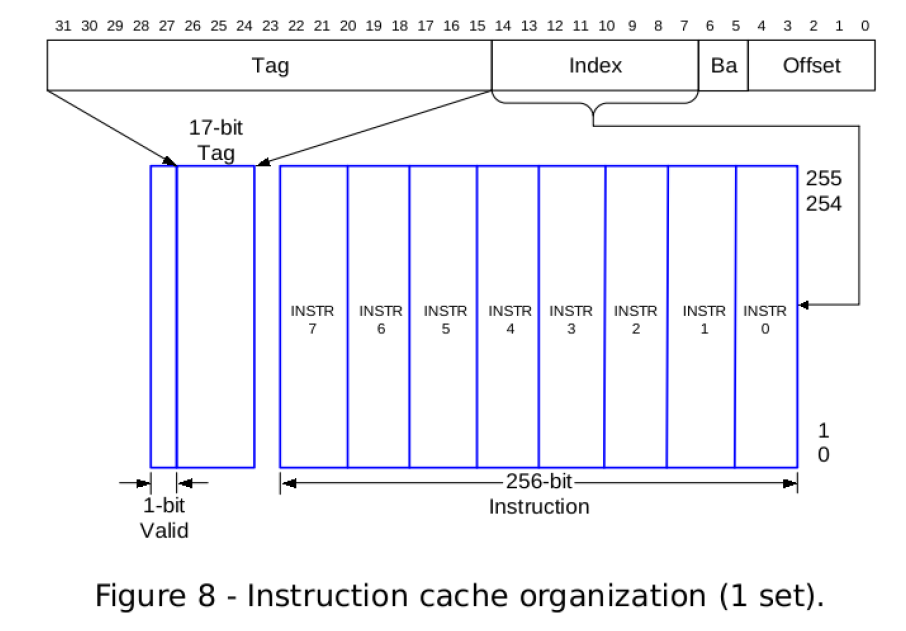 31 30 29 28 27 26 25 24 23 22 21 20 19 18 17 16 15 14 13 12 11 10 9 8 7 6 5 4 3 2 1 0
Tag Index Ba Offset
17-bit
Tag
255
254
INSTR INSTR INSTR INSTR INSTR INSTR INSTR INSTR
7 6 5 4 3 2 1 0
1
0
256-bit
Instruction
1-bit
Valid
Figure 8 - Instruction cache organization (1 set).